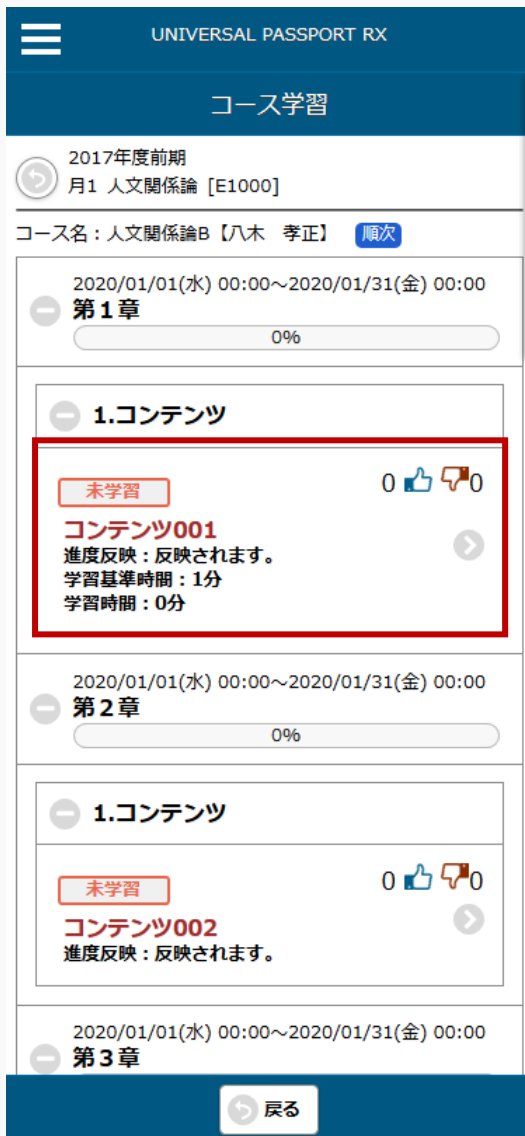 UNIVERSAL PASSPORT RX
コース学習
2017年度前期
月1 人文関係論 [E1000]
コース名：人文関係論B【八木　孝正】 順次
2020/01/01(水) 00:00～2020/01/31(金) 00:00
第１章
0%
1.コンテンツ
未学習
0 0
コンテンツ001
進度反映：反映されます。
学習基準時間：1分
学習時間：0分
2020/01/01(水) 00:00～2020/01/31(金) 00:00
第２章
0%
1.コンテンツ
未学習
0 0
コンテンツ002
進度反映：反映されます。
2020/01/01(水) 00:00～2020/01/31(金) 00:00
第３章
戻る